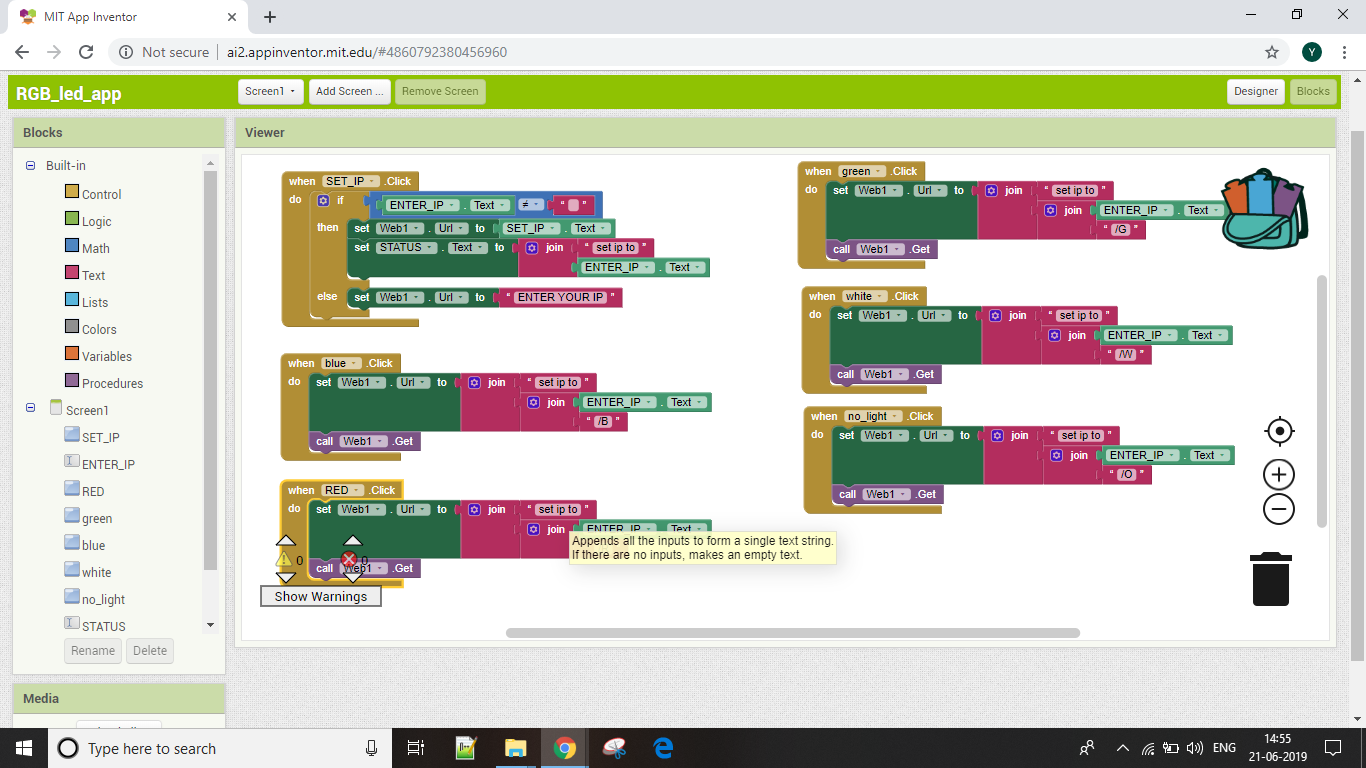 MIT App Inventor
Not secure | ai2.appinventor.mit.edu/#4860792380456960
Y
RGB_led_app
Screen1
Add Screen ...
Remove Screen
Designer
Blocks
Blocks
Built-in
Control
Logic
Math
Text
Lists
Colors
Variables
Procedures
Screen1
SET_IP
ENTER_IP
RED
green
blue
white
no_light
STATUS
Rename
Delete
Media
Viewer
when SET_IP .Click
do if ENTER_IP . Text ≠ " "
then set Web1 . Url to SET_IP . Text
set STATUS . Text to join " set ip to "
ENTER_IP . Text
else set Web1 . Url to " ENTER YOUR IP "
when blue .Click
do set Web1 . Url to join " set ip to "
join ENTER_IP . Text
" /B "
call Web1 .Get
when RED .Click
do set Web1 . Url to join " set ip to "
join ENTER_IP . Text
Appends all the inputs to form a single text string.
If there are no inputs, makes an empty text.
call Web1 .Get
0 0
Show Warnings
when green .Click
do set Web1 . Url to join " set ip to "
join ENTER_IP . Text
" /G "
call Web1 .Get
when white .Click
do set Web1 . Url to join " set ip to "
join ENTER_IP . Text
" /W "
call Web1 .Get
when no_light .Click
do set Web1 . Url to join " set ip to "
join ENTER_IP . Text
" /O "
call Web1 .Get
Type here to search
ENG
14:55
21-06-2019